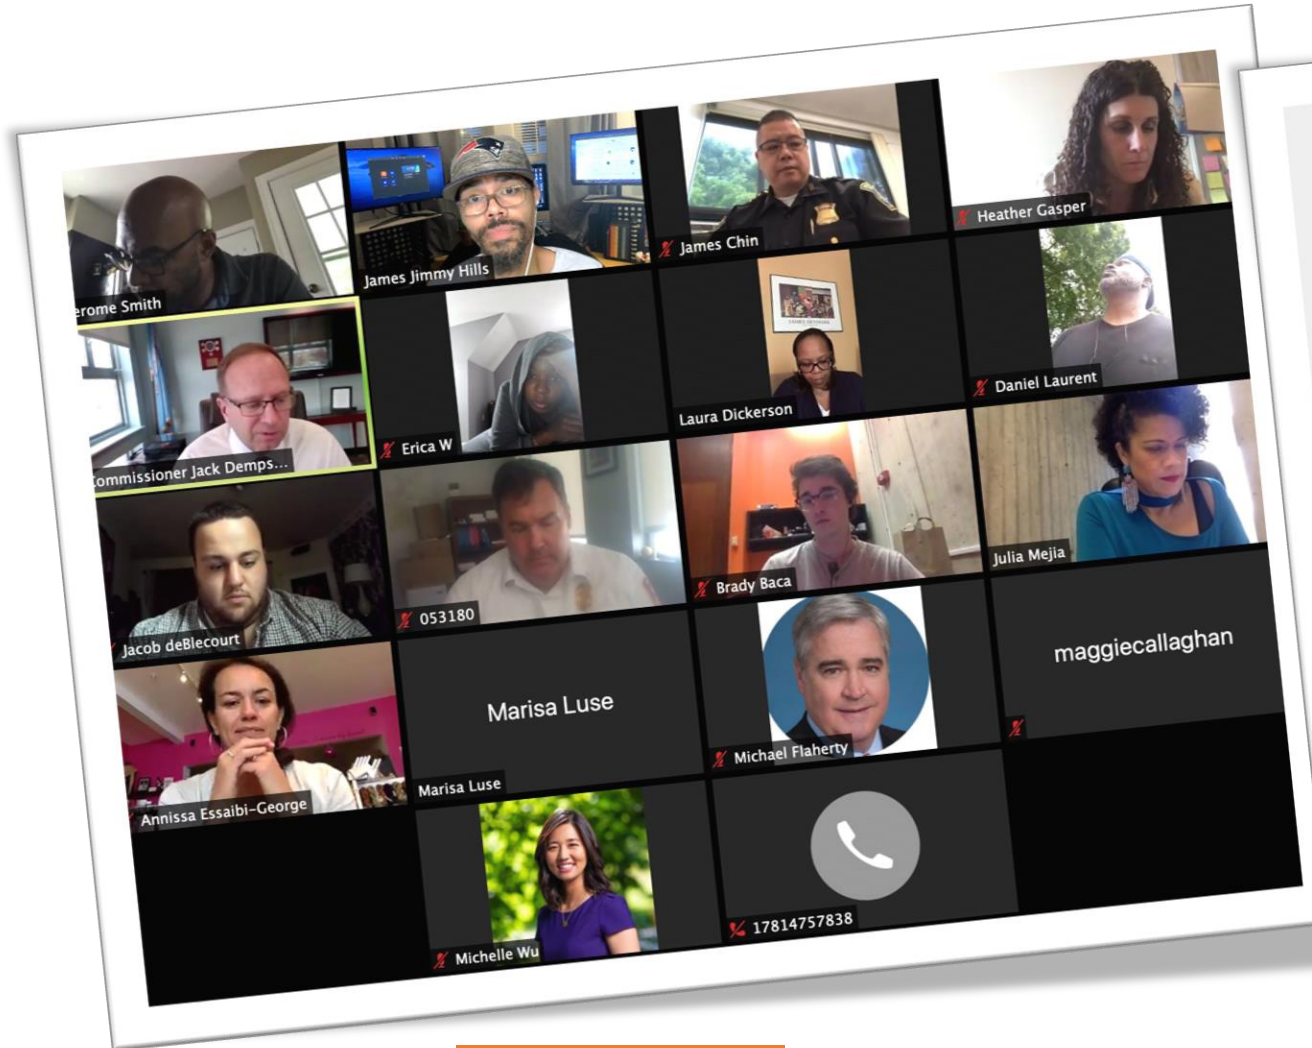 erome Smith
James Jimmy Hills
James Chin
Heather Gasper
ommissioner Jack Demps...
Erica W
Laura Dickerson
Daniel Laurent
Jacob deBlecourt
053180
Brady Baca
Julia Mejia
Annissa Essaibi-George
Marisa Luse
Marisa Luse
Michael Flaherty
maggiecallaghan
Michelle Wu
17814757838